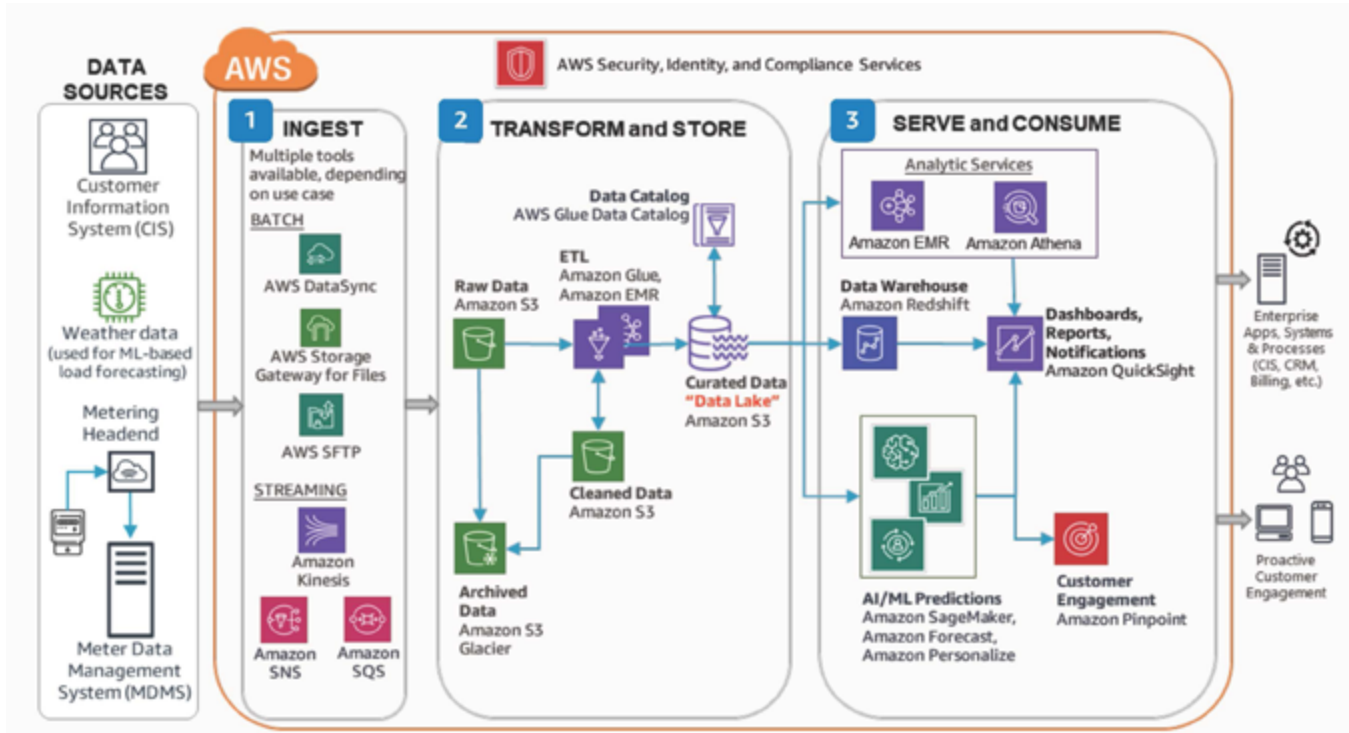 AWS
AWS Security, Identity, and Compliance Services
DATA
SOURCES
Customer
Information
System (CIS)
Weather data
(used for ML-based
load forecasting)
Metering
Headend
Meter Data
Management
System (MDMS)
1
INGEST
Multiple tools
available, depending
on use case
BATCH
AWS DataSync
AWS Storage
Gateway for Files
AWS SFTP
STREAMING
Amazon
Kinesis
Amazon
SNS
Amazon
SQS
2
TRANSFORM and STORE
Data Catalog
AWS Glue Data Catalog
Raw Data
Amazon S3
ETL
Amazon Glue,
Amazon EMR
Curated Data
“Data Lake”
Amazon S3
Cleaned Data
Amazon S3
Archived
Data
Amazon S3
Glacier
3
SERVE and CONSUME
Analytic Services
Amazon EMR
Amazon Athena
Data Warehouse
Amazon Redshift
Dashboards,
Reports,
Notifications
Amazon QuickSight
AI/ML Predictions
Amazon SageMaker,
Amazon Forecast,
Amazon Personalize
Customer
Engagement
Amazon Pinpoint
Enterprise
Apps, Systems
& Processes
(CIS, CRM,
Billing, etc.)
Proactive
Customer
Engagement